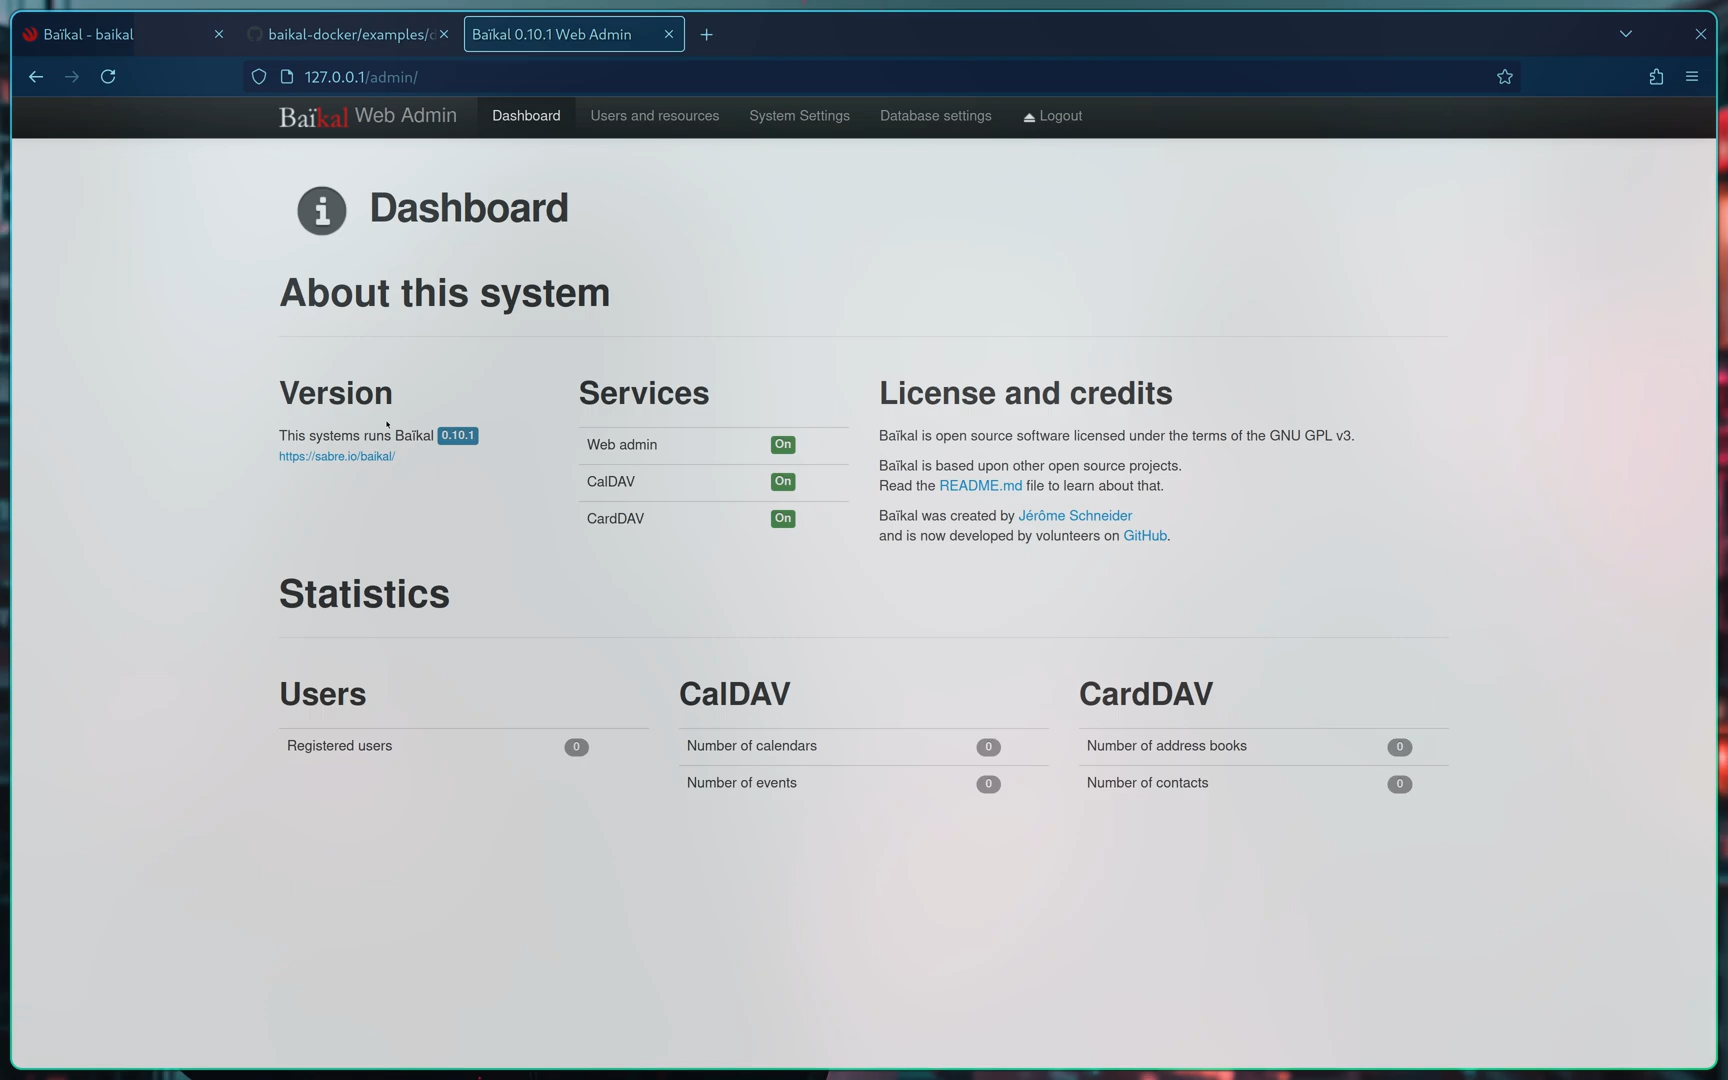 Baïkal - baikal
baikal-docker/examples/
Baïkal 0.10.1 Web Admin
127.0.0.1/admin/
Baïkal Web Admin
Dashboard
Users and resources
System Settings
Database settings
Logout
Dashboard
About this system
Version
This systems runs Baïkal 0.10.1
https://sabre.io/baikal/
Services
Web admin On
CalDAV On
CardDAV On
License and credits
Baïkal is open source software licensed under the terms of the GNU GPL v3.
Baïkal is based upon other open source projects.
Read the README.md file to learn about that.
Baïkal was created by Jérôme Schneider
and is now developed by volunteers on GitHub.
Statistics
Users
Registered users 0
CalDAV
Number of calendars 0
Number of events 0
CardDAV
Number of address books 0
Number of contacts 0